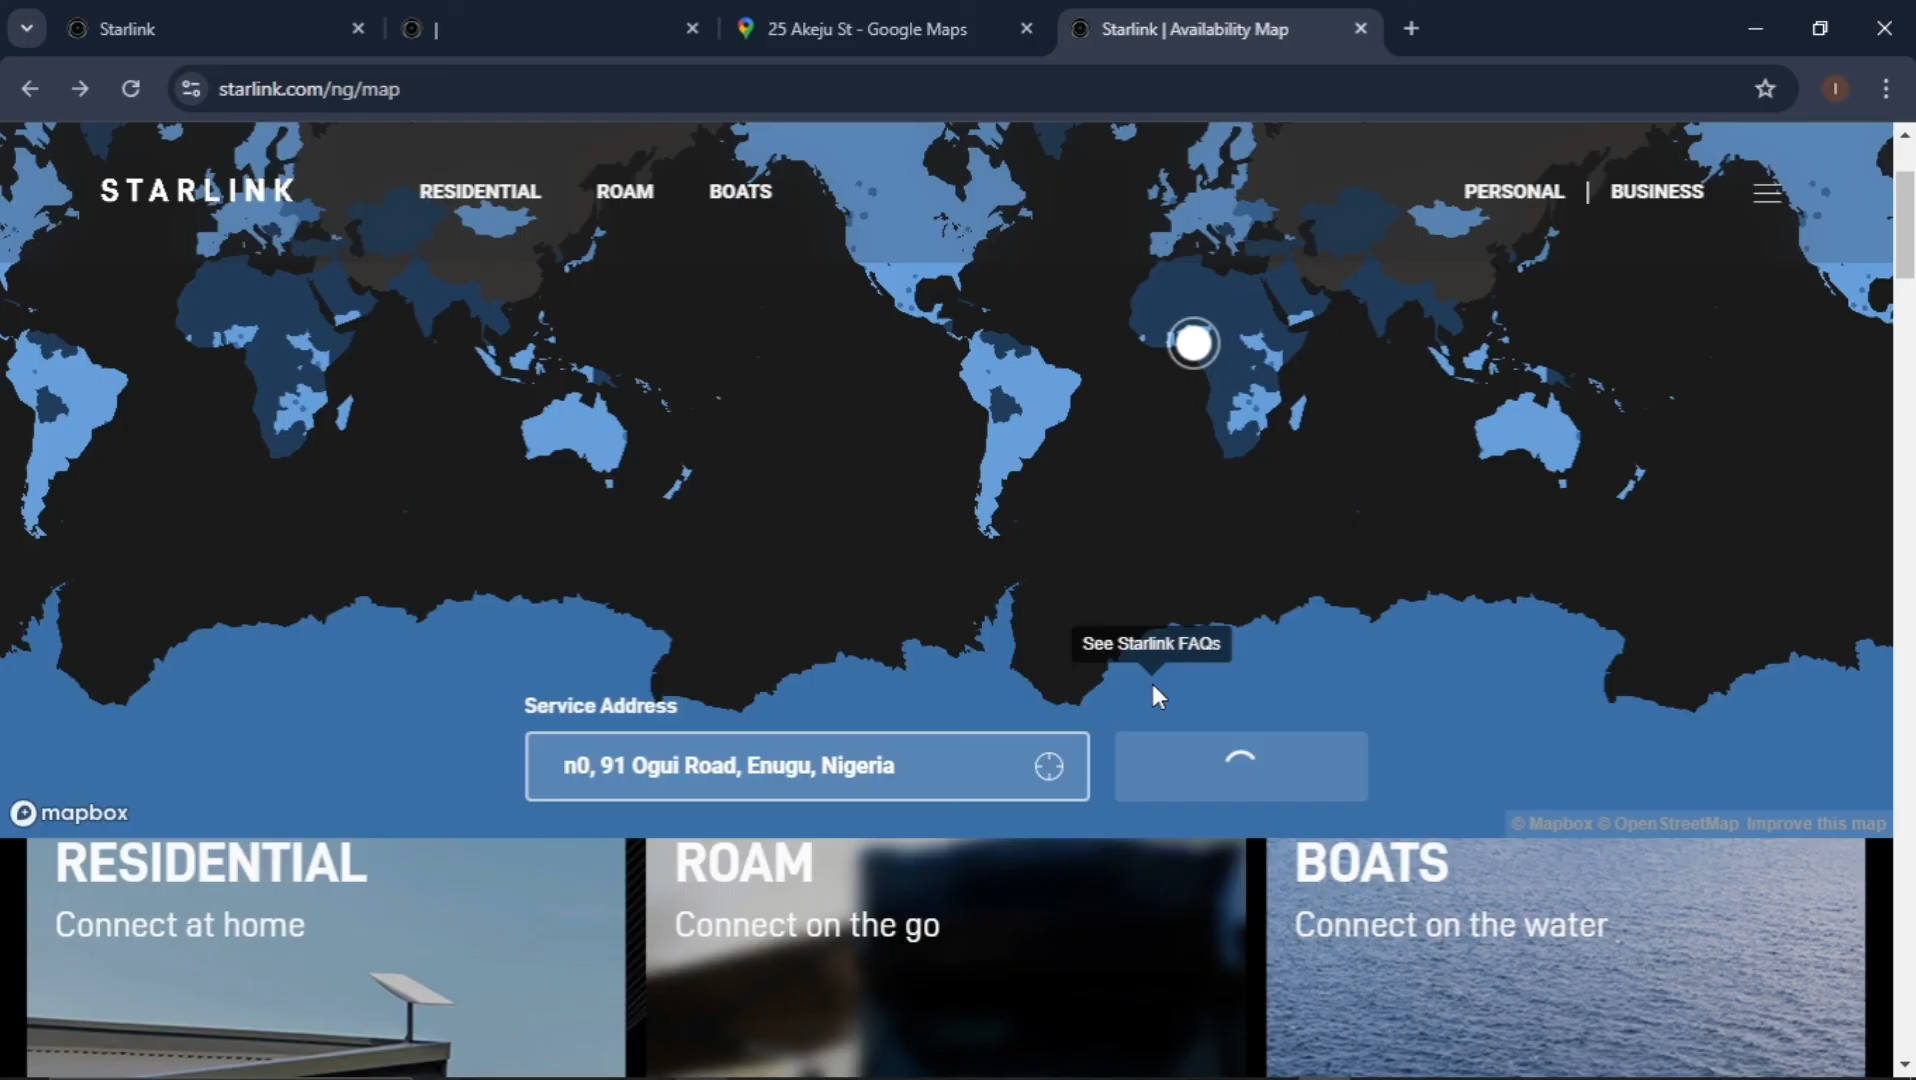 Starlink
|
25 Akeju St - Google Maps
Starlink | Availability Map
starlink.com/ng/map
I
STARLINK
RESIDENTIAL
ROAM
BOATS
PERSONAL | BUSINESS
See Starlink FAQs
Service Address
n0, 91 Ogui Road, Enugu, Nigeria
mapbox
© Mapbox © OpenStreetMap Improve this map
RESIDENTIAL
Connect at home
ROAM
Connect on the go
BOATS
Connect on the water